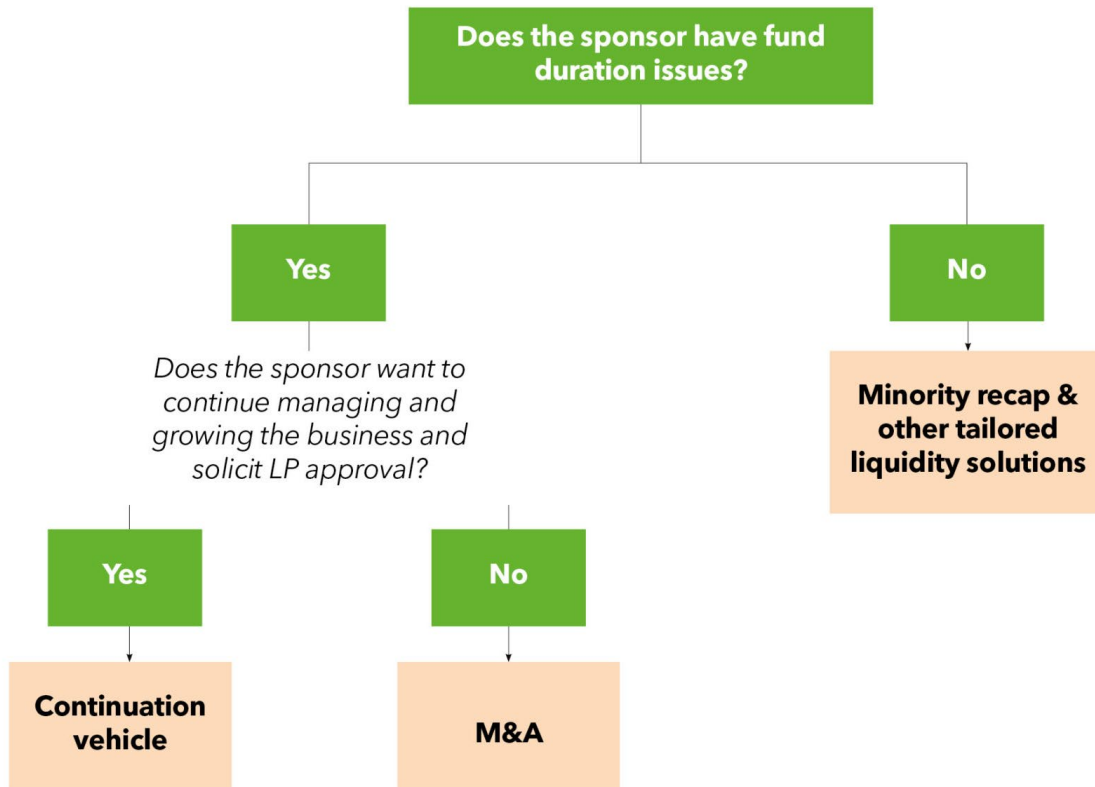 Does the sponsor have fund
duration issues?
Yes
No
Does the sponsor want to
continue managing and
growing the business and
solicit LP approval?
Minority recap &
other tailored
liquidity solutions
Yes
No
Continuation
vehicle
M&A